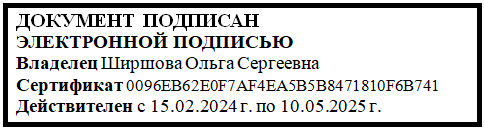 ДОКУМЕНТ ПОДПИСАН
ЭЛЕКТРОННОЙ ПОДПИСЬЮ
Владелец Ширшова Ольга Сергеевна
Сертификат 0096EB62E0F7AF4EA5B5B8471810F6B741
Действителен с 15.02.2024 г. по 10.05.2025 г.